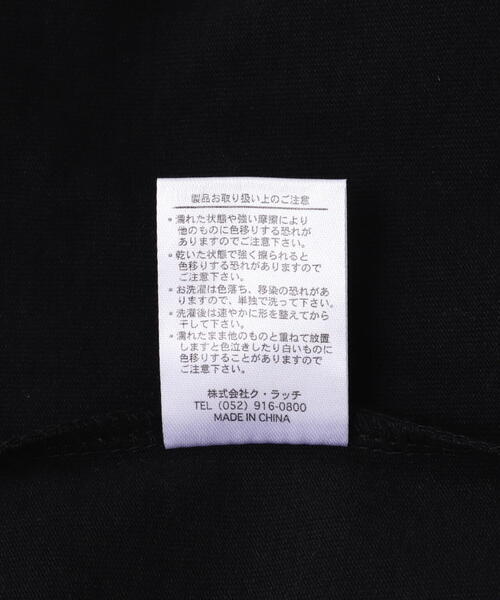 製品お取り扱い上のご注意
●濡れた状態や強い摩擦により
他のものに色移りする恐れが
ありますのでご注意下さい。
●乾いた状態で強く擦られると
色移りする恐れがありますので
ご注意下さい。
●お洗濯は色落ち、移染の恐れがあ
りますので、単独で洗って下さい。
●洗濯後は速やかに形を整えてから
干して下さい。
●濡れたまま他のものと重ねて放置
しますと色泣きしたり白いものに
色移りすることがありますので
ご注意下さい。
株式会社ク・ラッチ
TEL (052) 916-0800
MADE IN CHINA